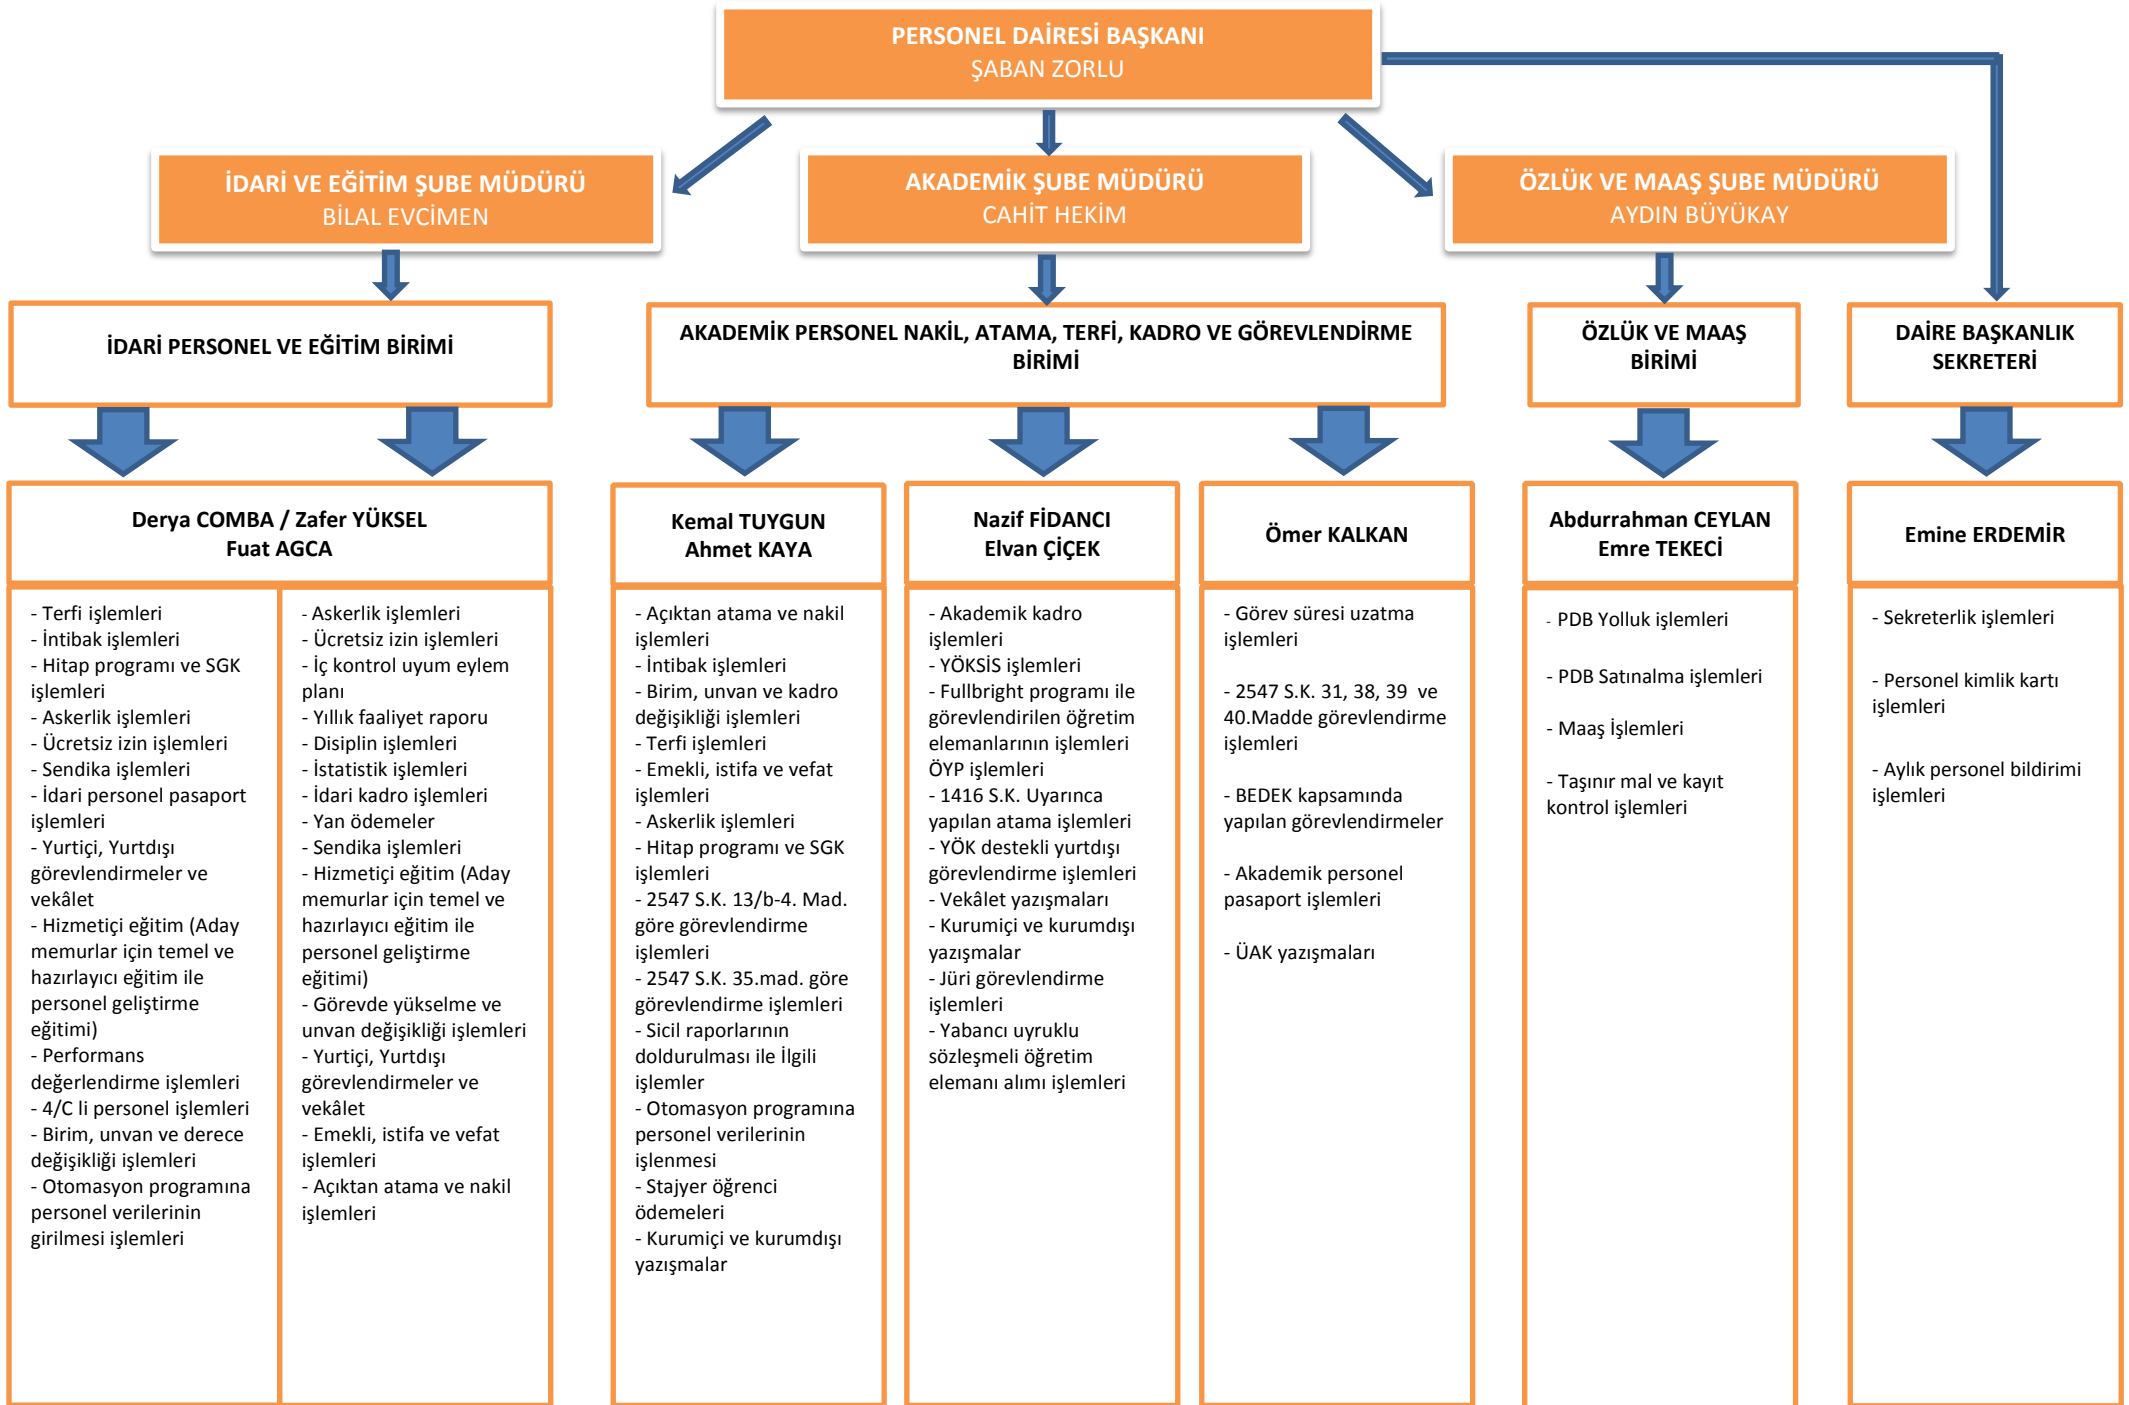 PERSONEL DAİRESİ BAŞKANI
ŞABAN ZORLU
İDARİ VE EĞİTİM ŞUBE MÜDÜRÜ
BİLAL EVCİMEN
AKADEMİK ŞUBE MÜDÜRÜ
CAHİT HEKİM
ÖZLÜK VE MAAŞ ŞUBE MÜDÜRÜ
AYDIN BÜYÜKAY
İDARİ PERSONEL VE EĞİTİM BİRİMİ
AKADEMİK PERSONEL NAKİL, ATAMA, TERFİ, KADRO VE GÖREVLENDİRME
BİRİMİ
ÖZLÜK VE MAAŞ
BİRİMİ
DAİRE BAŞKANLIK
SEKRETERİ
Derya COMBA / Zafer YÜKSEL
Fuat AGCA
Kemal TUYGUN
Ahmet KAYA
Nazif FİDANCI
Elvan ÇİÇEK
Ömer KALKAN
Abdurrahman CEYLAN
Emre TEKECİ
Emine ERDEMİR
- Terfi işlemleri
- İntibak işlemleri
- Hitap programı ve SGK
işlemleri
- Askerlik işlemleri
- Ücretsiz izin işlemleri
- Sendika işlemleri
- İdari personel pasaport
işlemleri
- Yurtiçi, Yurtdışı
görevlendirmeler ve
vekâlet
- Hizmetiçi eğitim (Aday
memurlar için temel ve
hazırlayıcı eğitim ile
personel geliştirme
eğitimi)
- Performans
değerlendirme işlemleri
- 4/C li personel işlemleri
- Birim, unvan ve derece
değişikliği işlemleri
- Otomasyon programına
personel verilerinin
girilmesi işlemleri
- Askerlik işlemleri
- Ücretsiz izin işlemleri
- İç kontrol uyum eylem
planı
- Yıllık faaliyet raporu
- Disiplin işlemleri
- İstatistik işlemleri
- İdari kadro işlemleri
- Yan ödemeler
- Sendika işlemleri
- Hizmetiçi eğitim (Aday
memurlar için temel ve
hazırlayıcı eğitim ile
personel geliştirme
eğitimi)
- Görevde yükselme ve
unvan değişikliği işlemleri
- Yurtiçi, Yurtdışı
görevlendirmeler ve
vekâlet
- Emekli, istifa ve vefat
işlemleri
- Açıktan atama ve nakil
işlemleri
- Açıktan atama ve nakil
işlemleri
- İntibak işlemleri
- Birim, unvan ve kadro
değişikliği işlemleri
- Terfi işlemleri
- Emekli, istifa ve vefat
işlemleri
- Askerlik işlemleri
- Hitap programı ve SGK
işlemleri
- 2547 S.K. 13/b-4. Mad.
göre görevlendirme
işlemleri
- 2547 S.K. 35.mad. göre
görevlendirme işlemleri
- Sicil raporlarının
doldurulması ile İlgili
işlemler
- Otomasyon programına
personel verilerinin
işlenmesi
- Stajyer öğrenci
ödemeleri
- Kurumiçi ve kurumdışı
yazışmalar
- Akademik kadro
işlemleri
- YÖKSİS işlemleri
- Fullbright programı ile
görevlendirilen öğretim
elemanlarının işlemleri
ÖYP işlemleri
- 1416 S.K. Uyarınca
yapılan atama işlemleri
- YÖK destekli yurtdışı
görevlendirme işlemleri
- Vekâlet yazışmaları
- Kurumiçi ve kurumdışı
yazışmalar
- Jüri görevlendirme
işlemleri
- Yabancı uyruklu
sözleşmeli öğretim
elemanı alımı işlemleri
- Görev süresi uzatma
işlemleri
- 2547 S.K. 31, 38, 39 ve
40.Madde görevlendirme
işlemleri
- BEDEK kapsamında
yapılan görevlendirmeler
- Akademik personel
pasaport işlemleri
- ÜAK yazışmaları
- PDB Yolluk işlemleri
- PDB Satınalma işlemleri
- Maaş İşlemleri
- Taşınır mal ve kayıt
kontrol işlemleri
- Sekreterlik işlemleri
- Personel kimlik kartı
işlemleri
- Aylık personel bildirimi
işlemleri